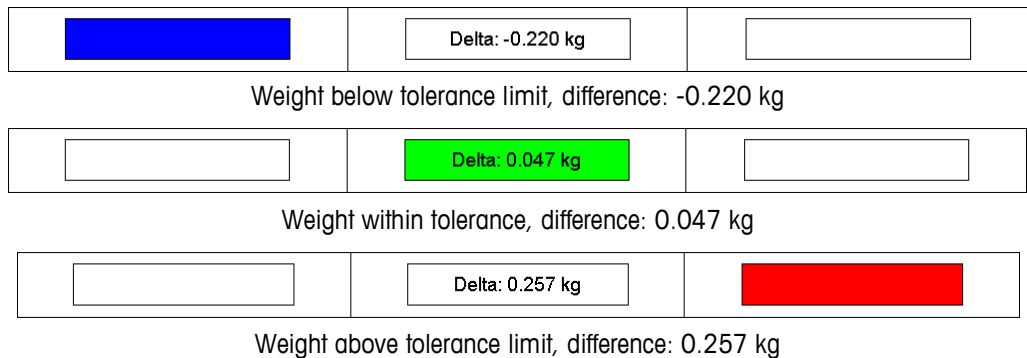 Delta: -0.220 kg
Weight below tolerance limit, difference: -0.220 kg
Delta: 0.047 kg
Weight within tolerance, difference: 0.047 kg
Delta: 0.257 kg
Weight above tolerance limit, difference: 0.257 kg